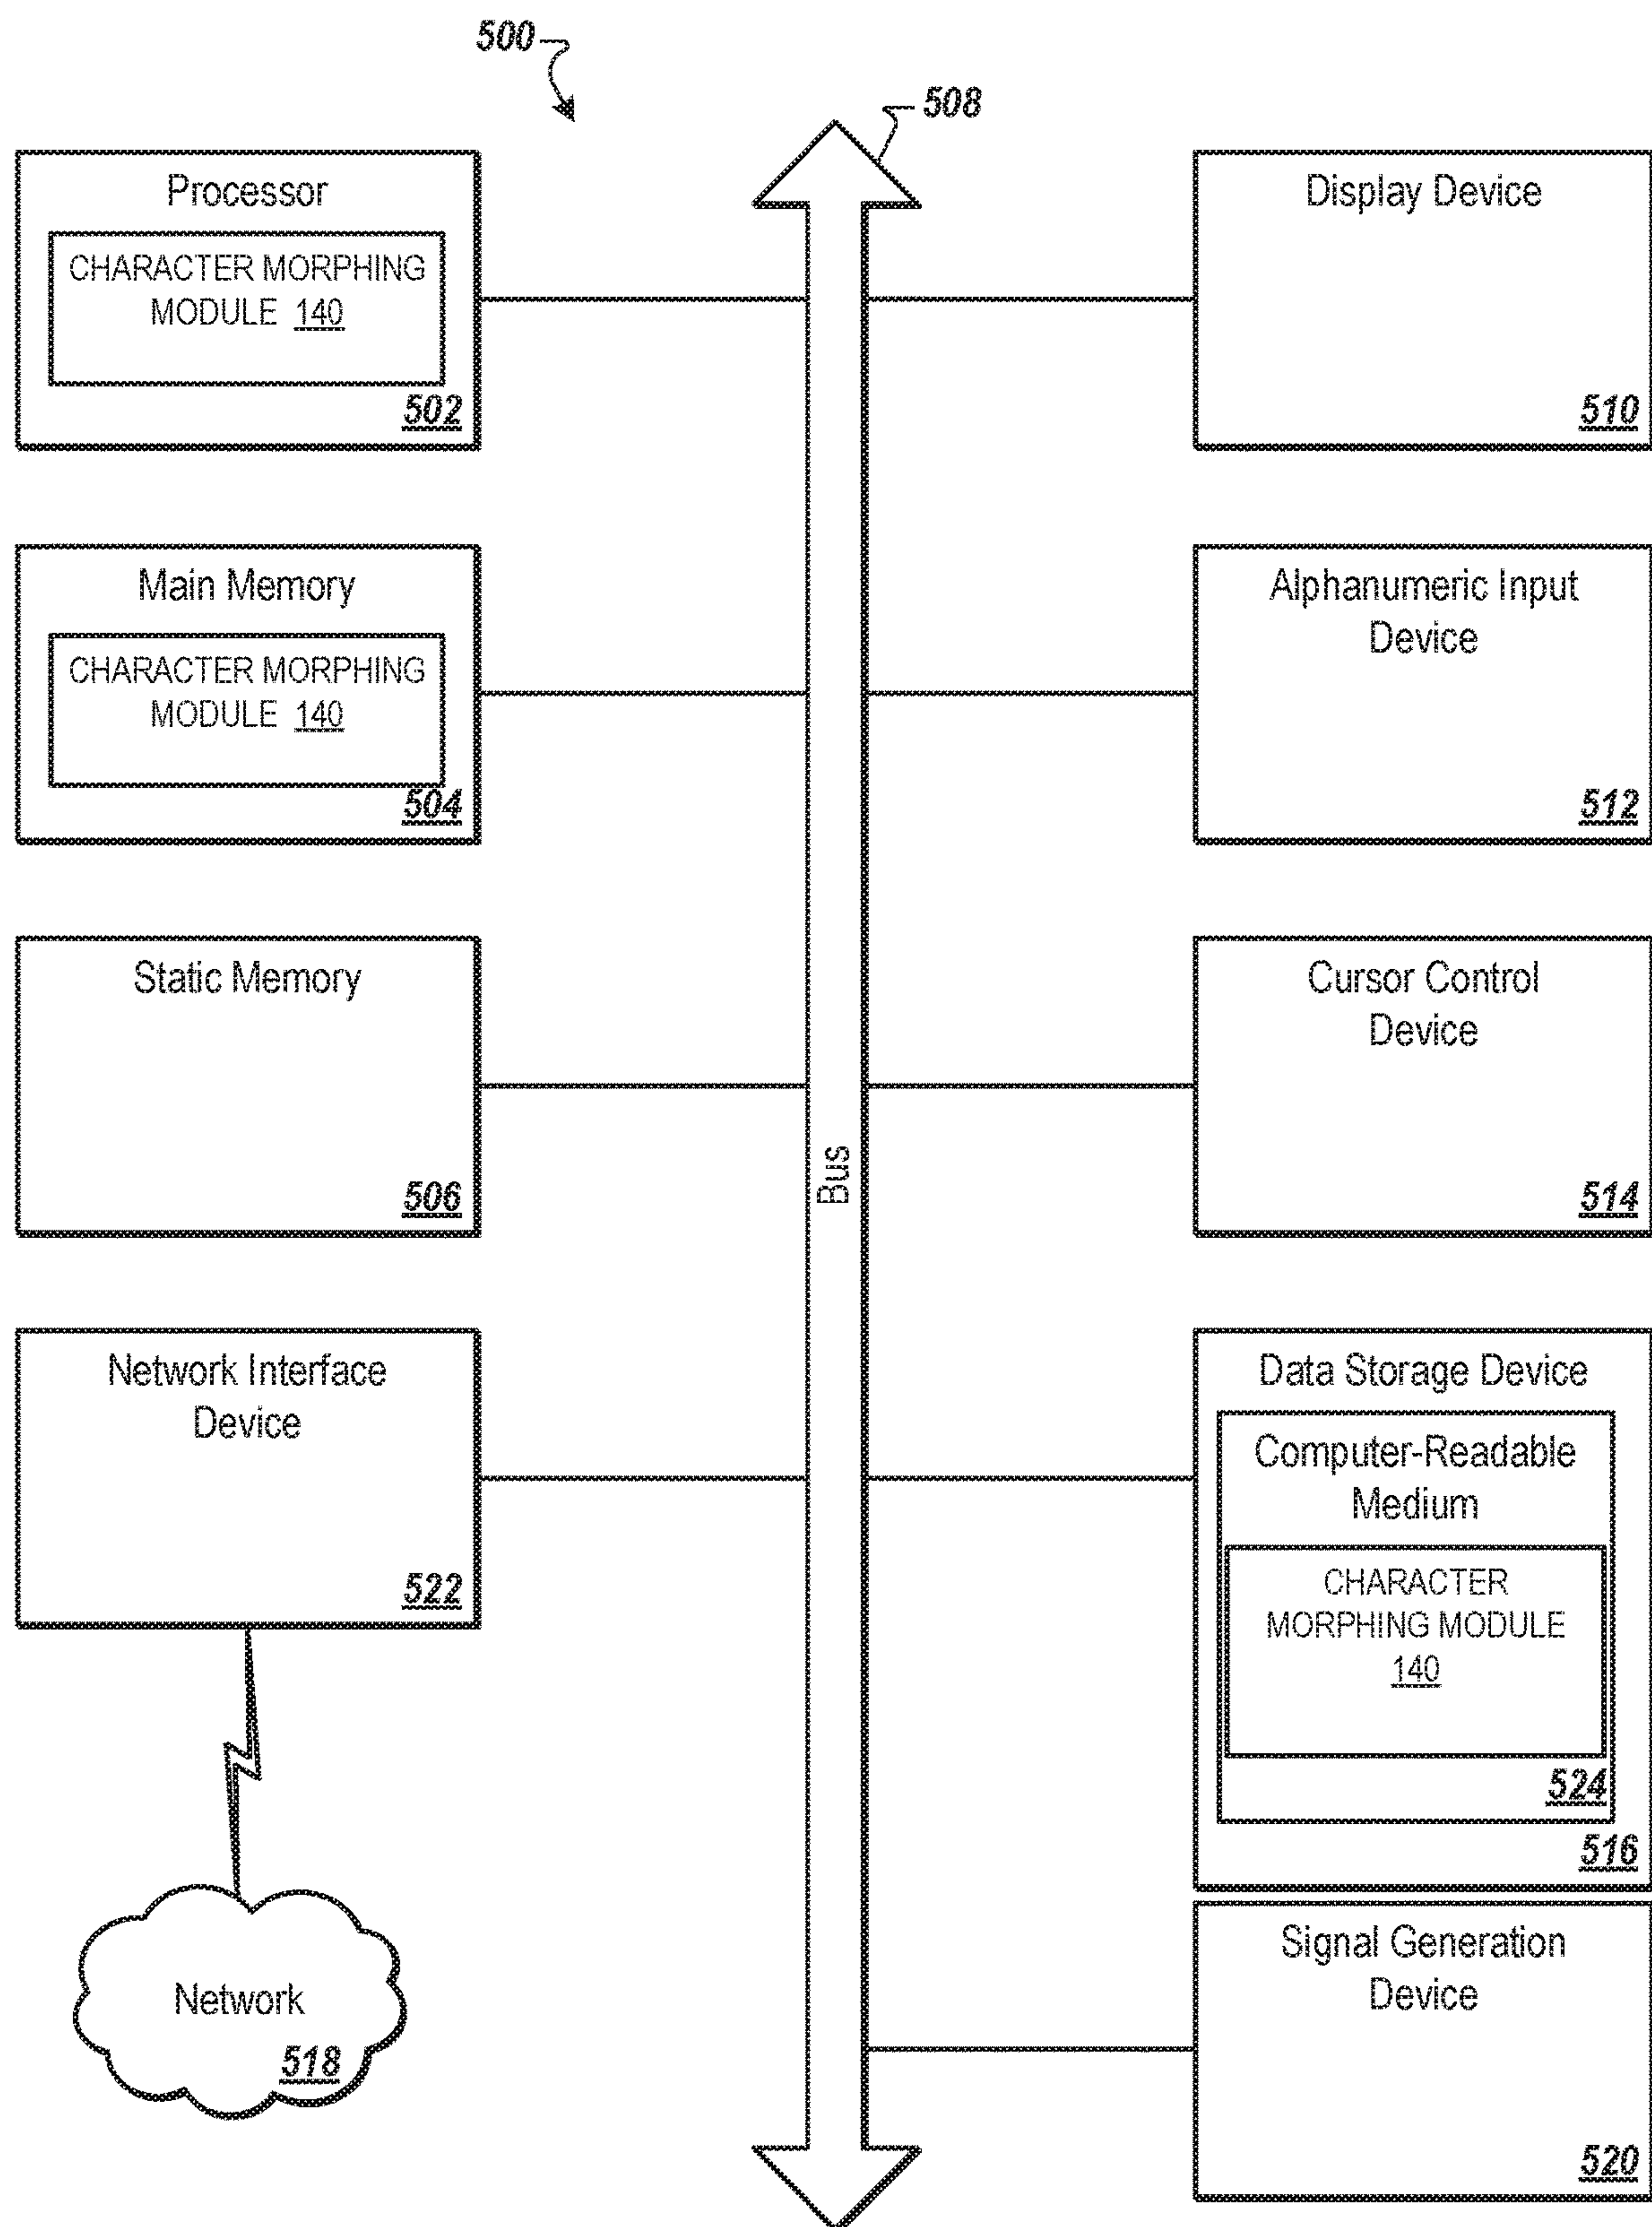 500
508
Processor
CHARACTER MORPHING
MODULE 140
502
Display Device
510
Main Memory
CHARACTER MORPHING
MODULE 140
504
Alphanumeric Input
Device
512
Static Memory
506
Cursor Control
Device
514
Bus
Network Interface
Device
522
Data Storage Device
Computer-Readable
Medium
CHARACTER
MORPHING MODULE
140
524
516
Network
518
Signal Generation
Device
520